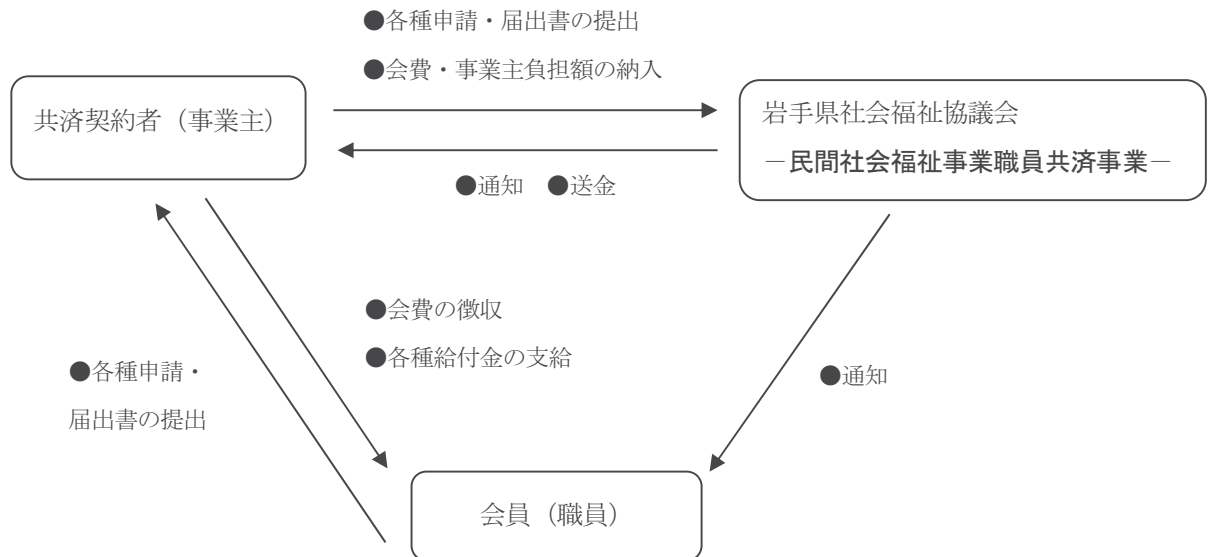 ●各種申請・届出書の提出
●会費・事業主負担額の納入
共済契約者（事業主）
岩手県社会福祉協議会
－民間社会福祉事業職員共済事業－
●通知　●送金
●会費の徴収
●各種給付金の支給
●各種申請・
届出書の提出
●通知
会員（職員）